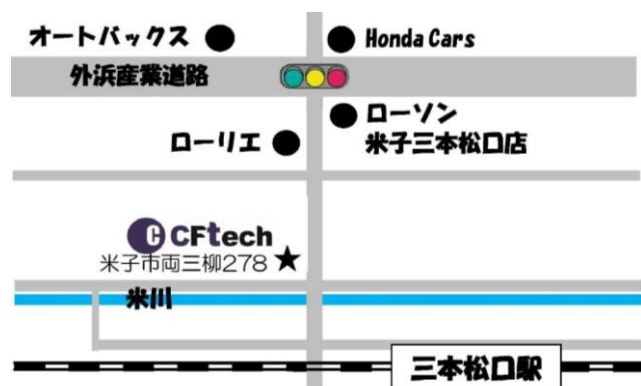 オートバックス
Honda Cars
外浜産業道路
ローソン
米子三本松口店
ローリエ
C CFtech
米子市両三柳278
米川
三本松口駅